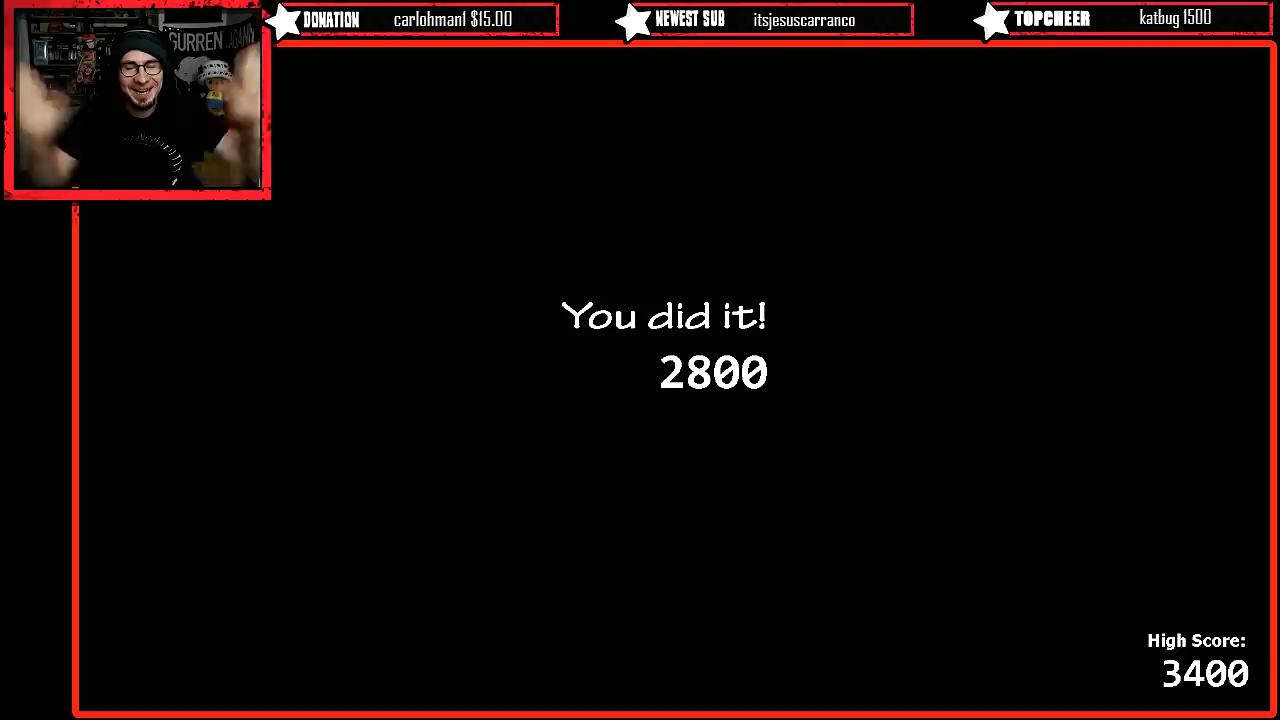 DONATION carlohman1 $15.00
NEWEST SUB itsjesuscarranco
TOPCHEER katbug 1500
You did it!
2800
High Score:
3400